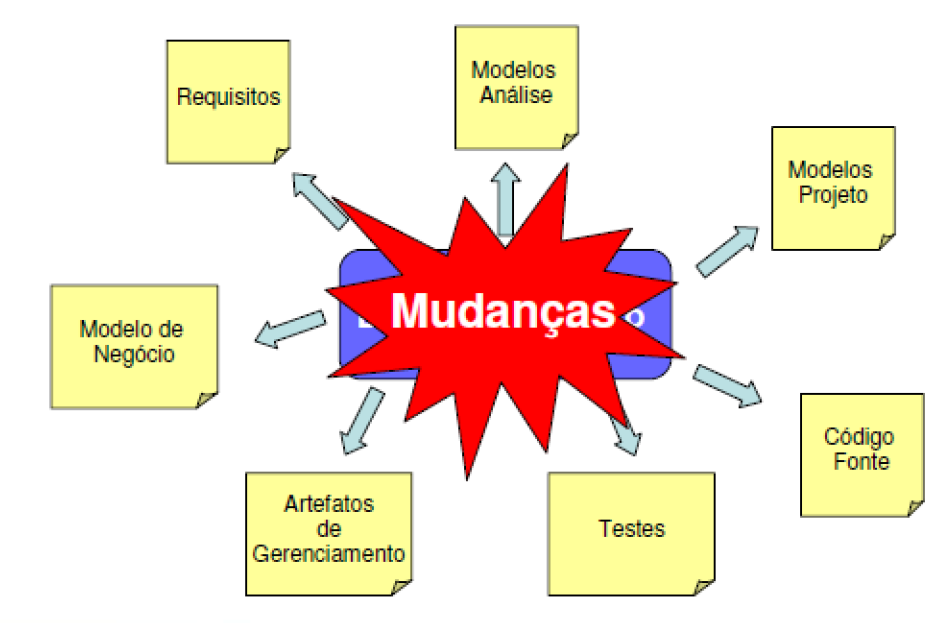 Requisitos
Modelos
Análise
Modelos
Projeto
Mudanças
Modelo de
Negócio
Código
Fonte
Artefatos
de
Gerenciamento
Testes